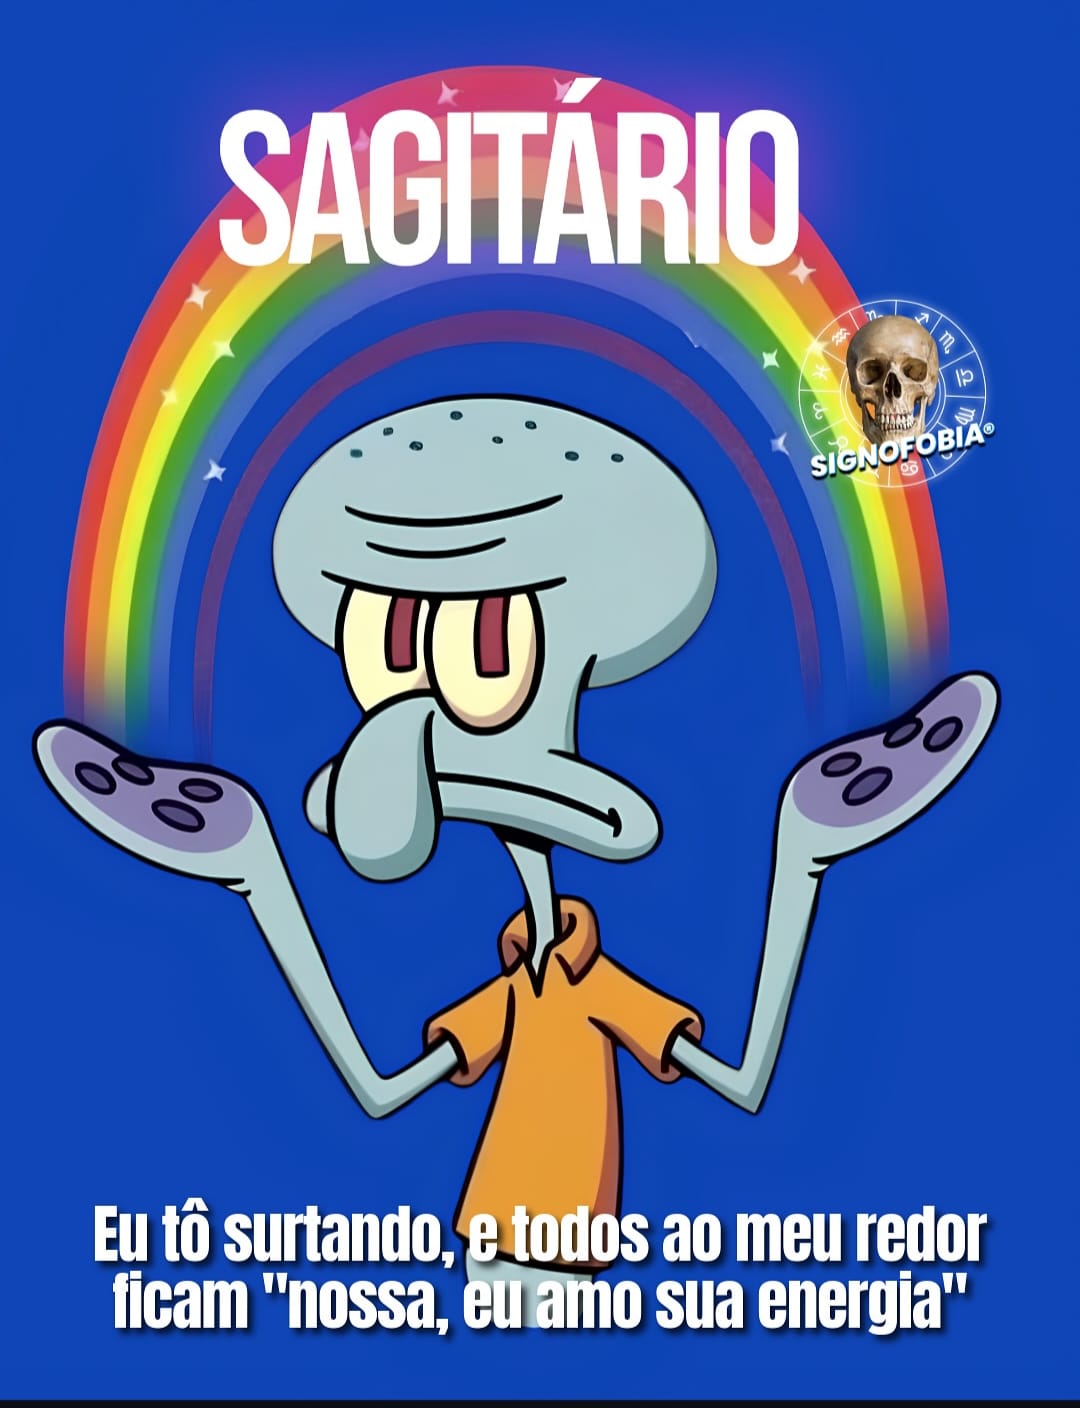 SAGITÁRIO
SIGNOFOBIA®
Eu tô surtando, e todos ao meu redor
ficam "nossa, eu amo sua energia"